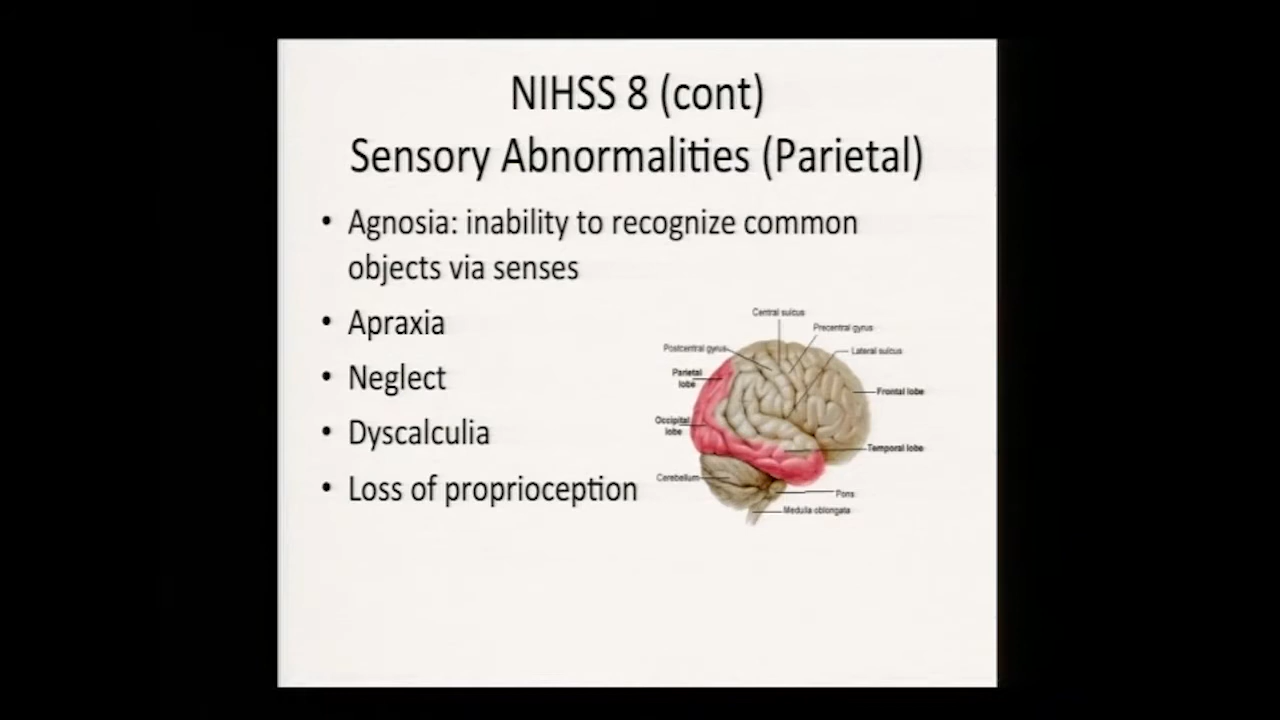 NIHSS 8 (cont)
Sensory Abnormalities (Parietal)
• Agnosia: inability to recognize common
objects via senses
• Apraxia
• Neglect
• Dyscalculia
• Loss of proprioception
Central sulcus
Precentral gyrus
Postcentral gyrus
Lateral sulcus
Parietal
lobe
Frontal lobe
Occipital
lobe
Temporal lobe
Cerebellum
Pons
Medulla oblongata